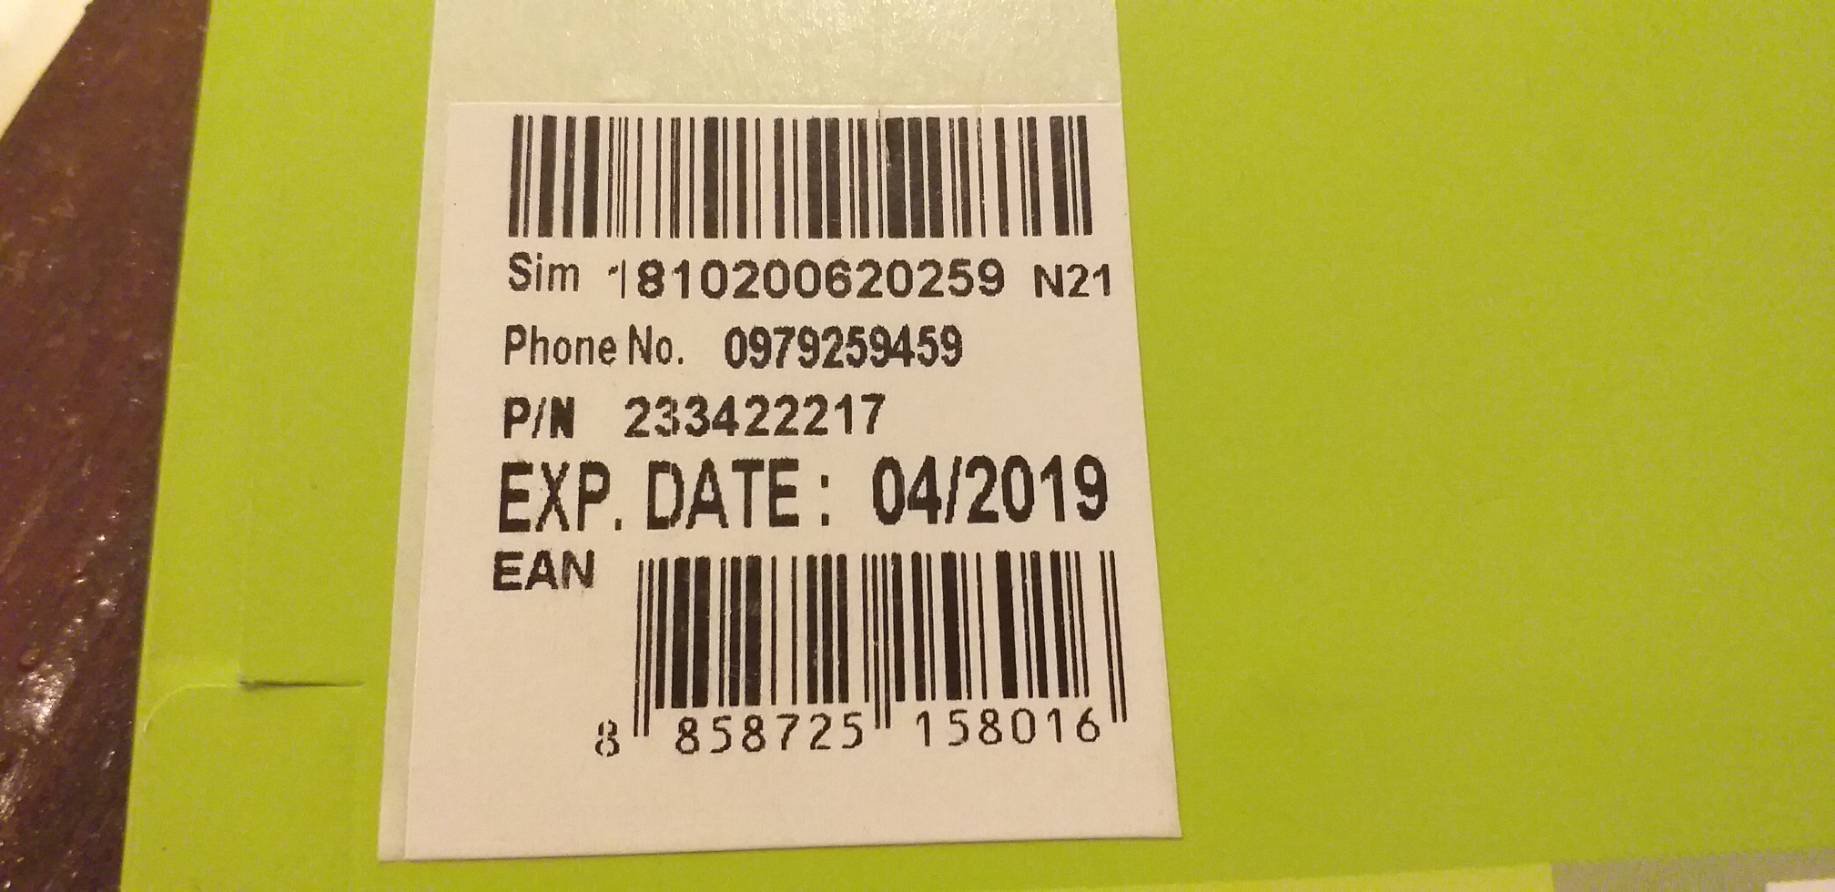 Sim 1810200620259 N21
Phone No. 0979259459
P/N 233422217
EXP. DATE : 04/2019
EAN
8 858725 158016